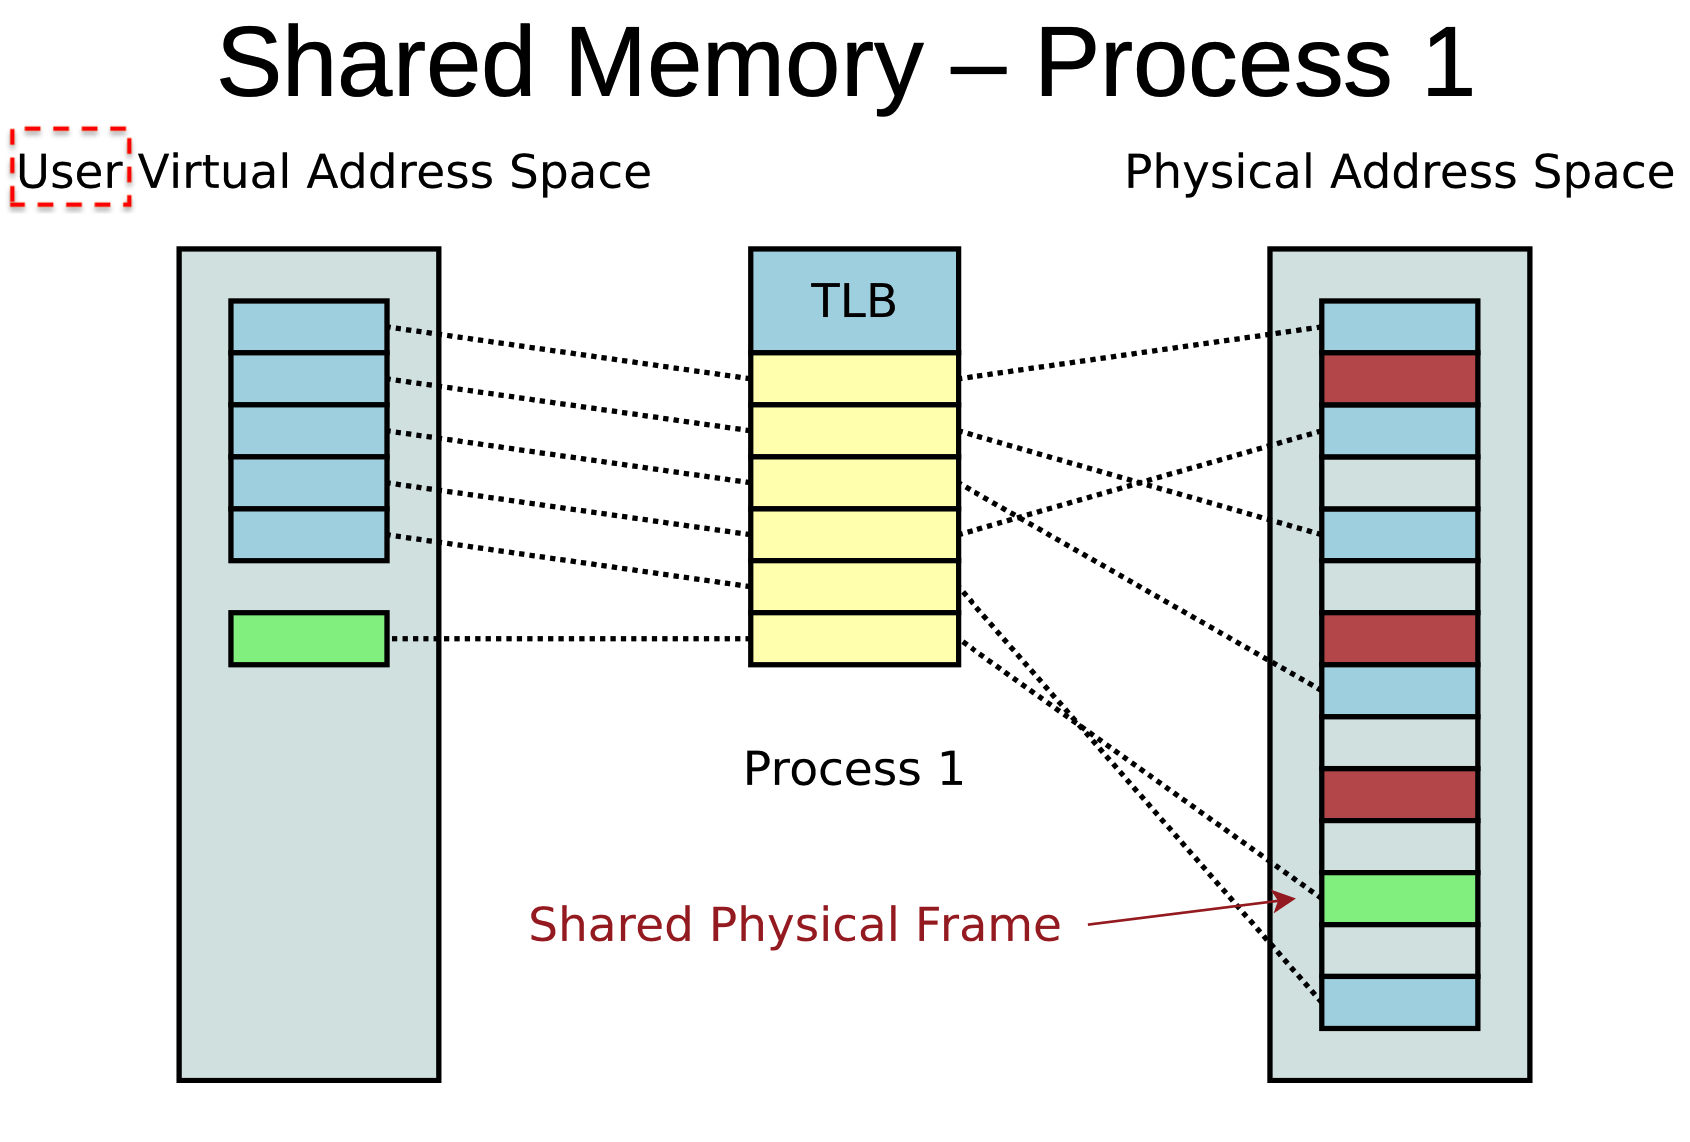 Shared Memory – Process 1
User Virtual Address Space
Physical Address Space
TLB
Process 1
Shared Physical Frame